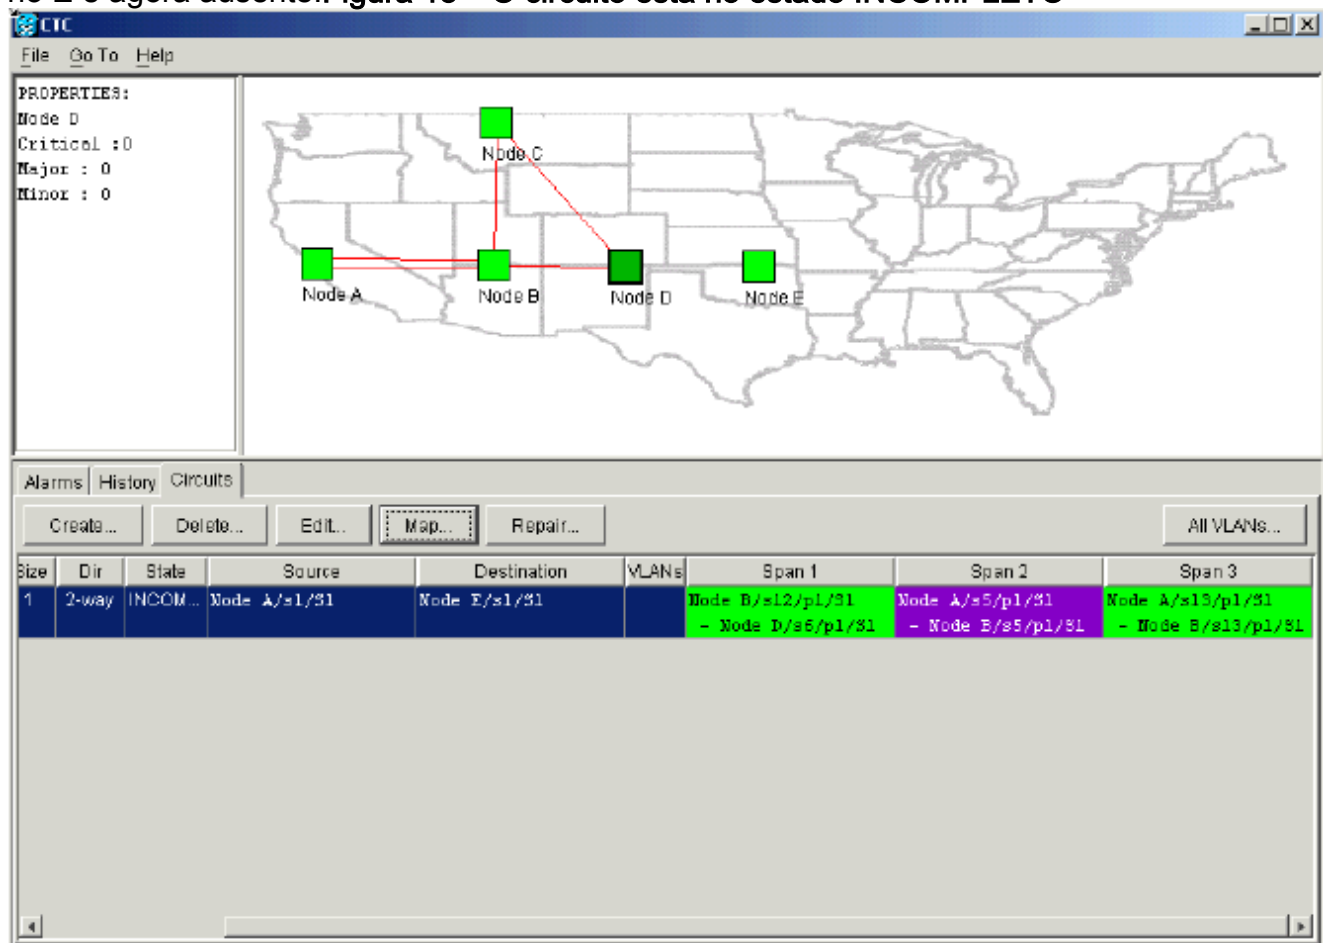 CTC
File Go To Help
PROPERTIES:
Node D
Critical :0
Major : 0
Minor : 0
Node C
Node A
Node B
Node D
Node E
Alarms History Circuits
Create... Delete... Edit... Map... Repair... All VLANs...
Size Dir State Source Destination VLANs Span 1 Span 2 Span 3
1 2-way INCOM... Node A/s1/S1 Node E/s1/S1 Node B/s12/p1/S1 Node A/s5/p1/S1 Node A/s13/p1/S1
- Node D/s6/p1/S1 - Node B/s5/p1/S1 - Node B/s13/p1/S1